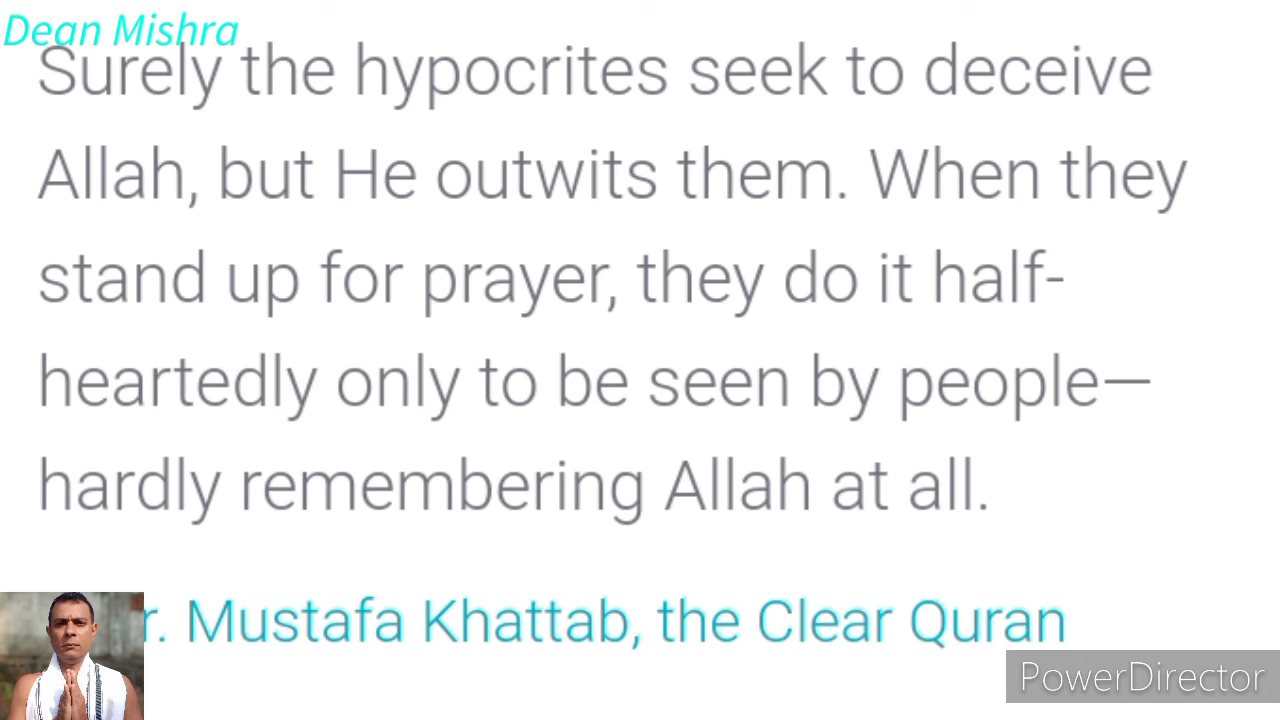 Dean Mishra
Surely the hypocrites seek to deceive
Allah, but He outwits them. When they
stand up for prayer, they do it half-
heartedly only to be seen by people—
hardly remembering Allah at all.
r. Mustafa Khattab, the Clear Quran
PowerDirector